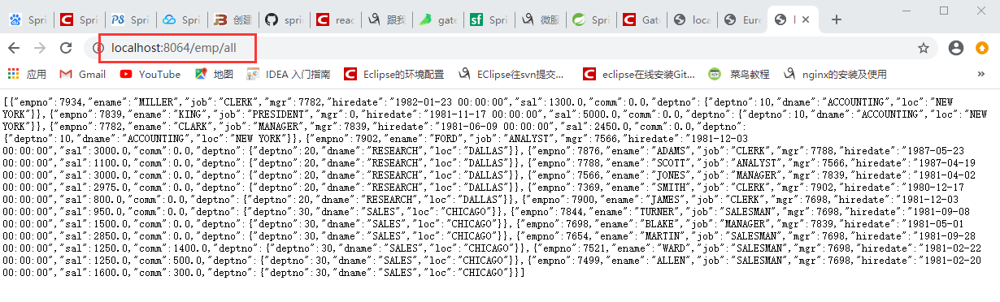 Spri
Spri
Spri
Spri
创建
spri
reac
跟我
gate
Spri
微服
Spri
Gate
loca
Eure
l
localhost:8064/emp/all
应用 Gmail YouTube 地图 IDEA 入门指南 Eclipse的环境配置 EClipse往svn提交... eclipse在线安装Git... 菜鸟教程 nginx的安装及使用 »
[{"empno":7934,"ename":"MILLER","job":"CLERK","mgr":7782,"hiredate":"1982-01-23 00:00:00","sal":1300.0,"comm":0.0,"deptno":{"deptno":10,"dname":"ACCOUNTING","loc":"NEW
YORK"}},{"empno":7839,"ename":"KING","job":"PRESIDENT","mgr":0,"hiredate":"1981-11-17 00:00:00","sal":5000.0,"comm":0.0,"deptno":{"deptno":10,"dname":"ACCOUNTING","loc":"NEW
YORK"}},{"empno":7782,"ename":"CLARK","job":"MANAGER","mgr":7839,"hiredate":"1981-06-09 00:00:00","sal":2450.0,"comm":0.0,"deptno":
{"deptno":10,"dname":"ACCOUNTING","loc":"NEW YORK"}},{"empno":7902,"ename":"FORD","job":"ANALYST","mgr":7566,"hiredate":"1981-12-03
00:00:00","sal":3000.0,"comm":0.0,"deptno":{"deptno":20,"dname":"RESEARCH","loc":"DALLAS"}},{"empno":7876,"ename":"ADAMS","job":"CLERK","mgr":7788,"hiredate":"1987-05-23
00:00:00","sal":1100.0,"comm":0.0,"deptno":{"deptno":20,"dname":"RESEARCH","loc":"DALLAS"}},{"empno":7788,"ename":"SCOTT","job":"ANALYST","mgr":7566,"hiredate":"1987-04-19
00:00:00","sal":3000.0,"comm":0.0,"deptno":{"deptno":20,"dname":"RESEARCH","loc":"DALLAS"}},{"empno":7566,"ename":"JONES","job":"MANAGER","mgr":7839,"hiredate":"1981-04-02
00:00:00","sal":2975.0,"comm":0.0,"deptno":{"deptno":20,"dname":"RESEARCH","loc":"DALLAS"}},{"empno":7369,"ename":"SMITH","job":"CLERK","mgr":7902,"hiredate":"1980-12-17
00:00:00","sal":800.0,"comm":0.0,"deptno":{"deptno":20,"dname":"RESEARCH","loc":"DALLAS"}},{"empno":7900,"ename":"JAMES","job":"CLERK","mgr":7698,"hiredate":"1981-12-03
00:00:00","sal":950.0,"comm":0.0,"deptno":{"deptno":30,"dname":"SALES","loc":"CHICAGO"}},{"empno":7844,"ename":"TURNER","job":"SALESMAN","mgr":7698,"hiredate":"1981-09-08
00:00:00","sal":1500.0,"comm":0.0,"deptno":{"deptno":30,"dname":"SALES","loc":"CHICAGO"}},{"empno":7698,"ename":"BLAKE","job":"MANAGER","mgr":7839,"hiredate":"1981-05-01
00:00:00","sal":2850.0,"comm":0.0,"deptno":{"deptno":30,"dname":"SALES","loc":"CHICAGO"}},{"empno":7654,"ename":"MARTIN","job":"SALESMAN","mgr":7698,"hiredate":"1981-09-28
00:00:00","sal":1250.0,"comm":1400.0,"deptno":{"deptno":30,"dname":"SALES","loc":"CHICAGO"}},{"empno":7521,"ename":"WARD","job":"SALESMAN","mgr":7698,"hiredate":"1981-02-22
00:00:00","sal":1250.0,"comm":500.0,"deptno":{"deptno":30,"dname":"SALES","loc":"CHICAGO"}},{"empno":7499,"ename":"ALLEN","job":"SALESMAN","mgr":7698,"hiredate":"1981-02-20
00:00:00","sal":1600.0,"comm":300.0,"deptno":{"deptno":30,"dname":"SALES","loc":"CHICAGO"}}]